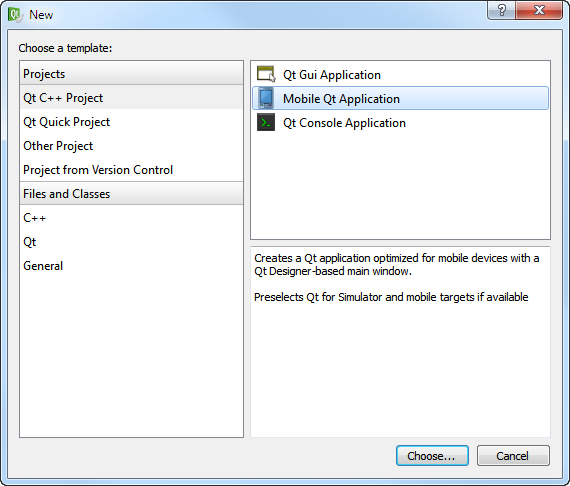 New
Choose a template:
Projects
Qt C++ Project
Qt Quick Project
Other Project
Project from Version Control
Files and Classes
C++
Qt
General
Qt Gui Application
Mobile Qt Application
Qt Console Application
Creates a Qt application optimized for mobile devices with a
Qt Designer-based main window.
Preselects Qt for Simulator and mobile targets if available
Choose...
Cancel